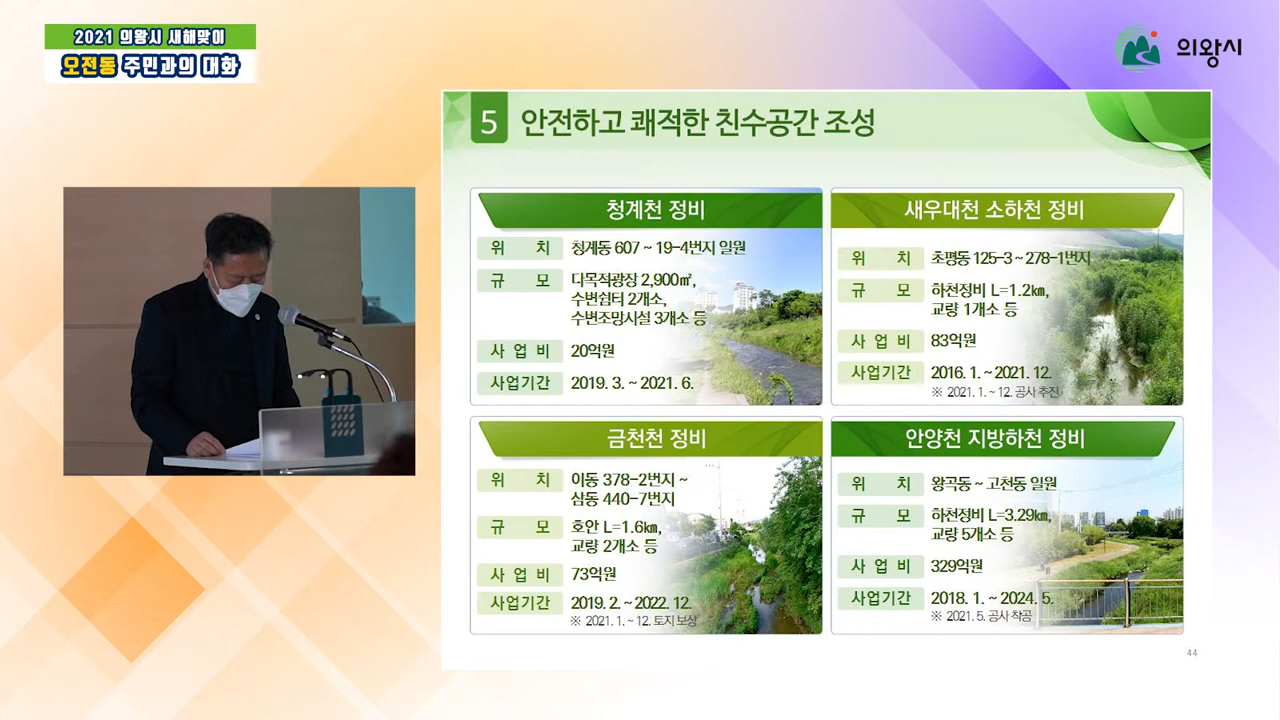 2021 의왕시 새해맞이
오전동 주민과의 대화
의왕시
5 안전하고 쾌적한 친수공간 조성
청계천 정비
위 치 청계동 607 ~ 19-4번지 일원
규 모 다목적광장 2,900㎡,
수변쉼터 2개소,
수변조망시설 3개소 등
사 업 비 20억원
사업기간 2019. 3. ~ 2021. 6.
새우대천 소하천 정비
위 치 초평동 125-3 ~ 278-1번지
규 모 하천정비 L=1.2㎞,
교량 1개소 등
사 업 비 83억원
사업기간 2016. 1. ~ 2021. 12.
※ 2021. 1. ~ 12. 공사 추진
금천천 정비
위 치 이동 378-2번지 ~
삼동 440-7번지
규 모 호안 L=1.6㎞,
교량 2개소 등
사 업 비 73억원
사업기간 2019. 2. ~ 2022. 12.
※ 2021. 1. ~ 12. 토지 보상
안양천 지방하천 정비
위 치 왕곡동 ~ 고천동 일원
규 모 하천정비 L=3.29㎞,
교량 5개소 등
사 업 비 329억원
사업기간 2018. 1. ~ 2024. 5.
※ 2021. 5. 공사 착공
44